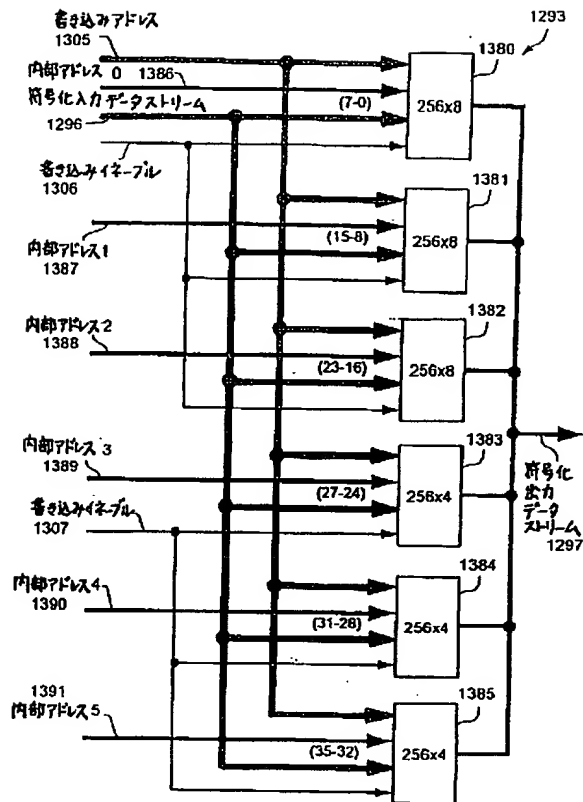 書き込みアドレス
1305
内部アドレス
0 1386
符号化入力データストリーム
1296
書き込みイネーブル
1306
(7-0)
256x8
1380
1293
内部アドレス1
1387
(15-8)
256x8
1381
内部アドレス2
1388
(23-16)
256x8
1382
内部アドレス3
1389
(27-24)
256x4
1383
書き込みイネーブル
1307
符号化
出力
データ
ストリーム
1297
内部アドレス4
1390
(31-28)
256x4
1384
1391
内部アドレス5
(35-32)
256x4
1385